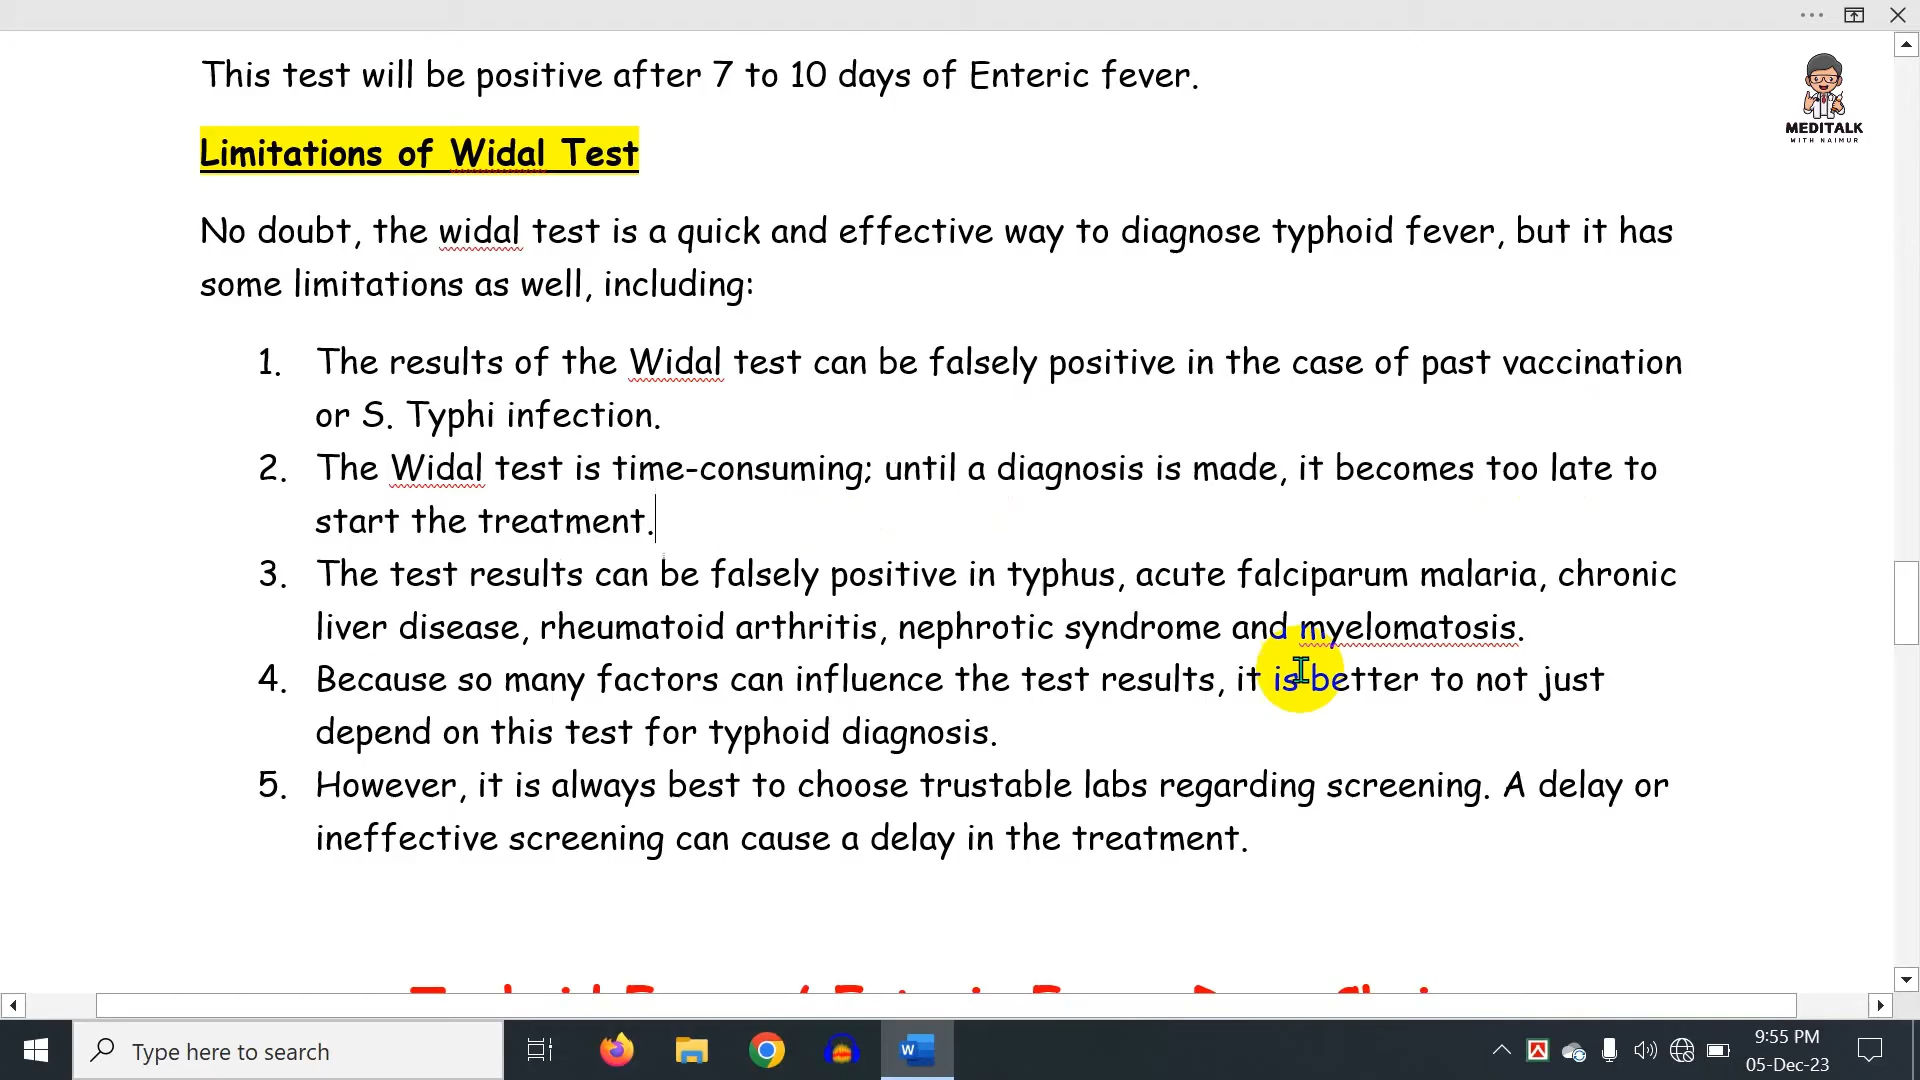 This test will be positive after 7 to 10 days of Enteric fever.
MEDITALK
WITH NAIMUR
Limitations of Widal Test
No doubt, the widal test is a quick and effective way to diagnose typhoid fever, but it has
some limitations as well, including:
1. The results of the Widal test can be falsely positive in the case of past vaccination
or S. Typhi infection.
2. The Widal test is time-consuming; until a diagnosis is made, it becomes too late to
start the treatment.
3. The test results can be falsely positive in typhus, acute falciparum malaria, chronic
liver disease, rheumatoid arthritis, nephrotic syndrome and myelomatosis.
4. Because so many factors can influence the test results, it is better to not just
depend on this test for typhoid diagnosis.
5. However, it is always best to choose trustable labs regarding screening. A delay or
ineffective screening can cause a delay in the treatment.
Type here to search
9:55 PM
05-Dec-23